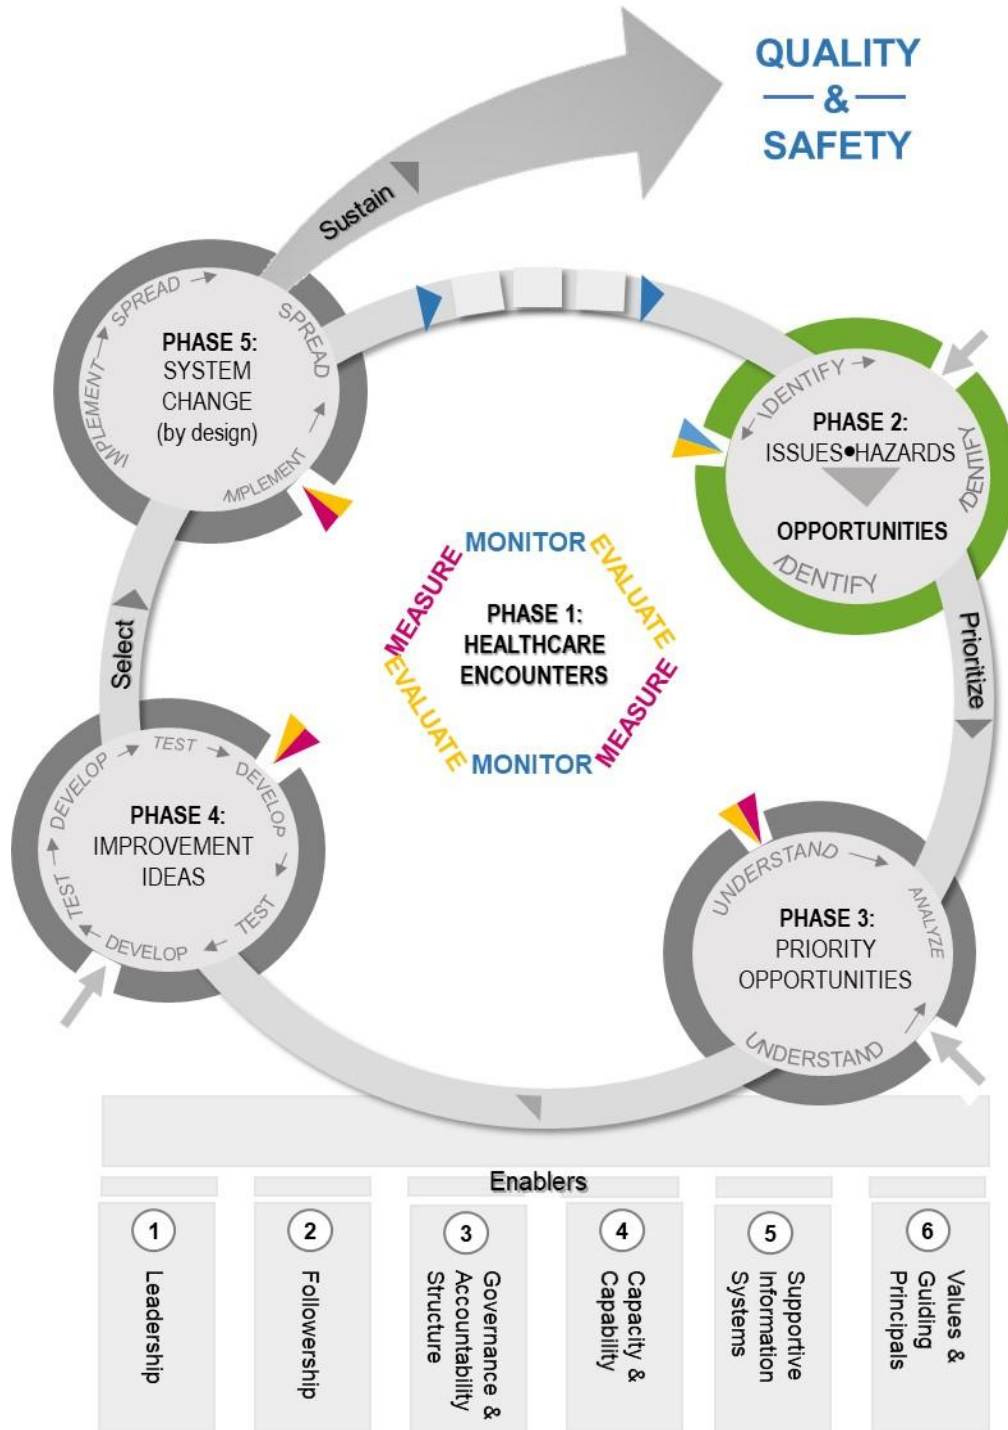 QUALITY
&
SAFETY
Sustain
SPREAD
SPREAD
IMPLEMENT
IMPLEMENT
PHASE 5:
SYSTEM
CHANGE
(by design)
IDENTIFY
IDENTIFY
IDENTIFY
PHASE 2:
ISSUES•HAZARDS
OPPORTUNITIES
MONITOR
EVALUATE
MEASURE
PHASE 1:
HEALTHCARE
ENCOUNTERS
EVALUATE
MEASURE
MONITOR
Prioritize
Select
TEST
DEVELOP
DEVELOP
TEST
TEST
DEVELOP
PHASE 4:
IMPROVEMENT
IDEAS
UNDERSTAND
ANALYZE
UNDERSTAND
PHASE 3:
PRIORITY
OPPORTUNITIES
Enablers
1
Leadership
2
Followership
3
Governance &
Accountability
Structure
4
Capacity &
Capability
5
Supportive
Information
Systems
6
Values &
Guiding
Principals